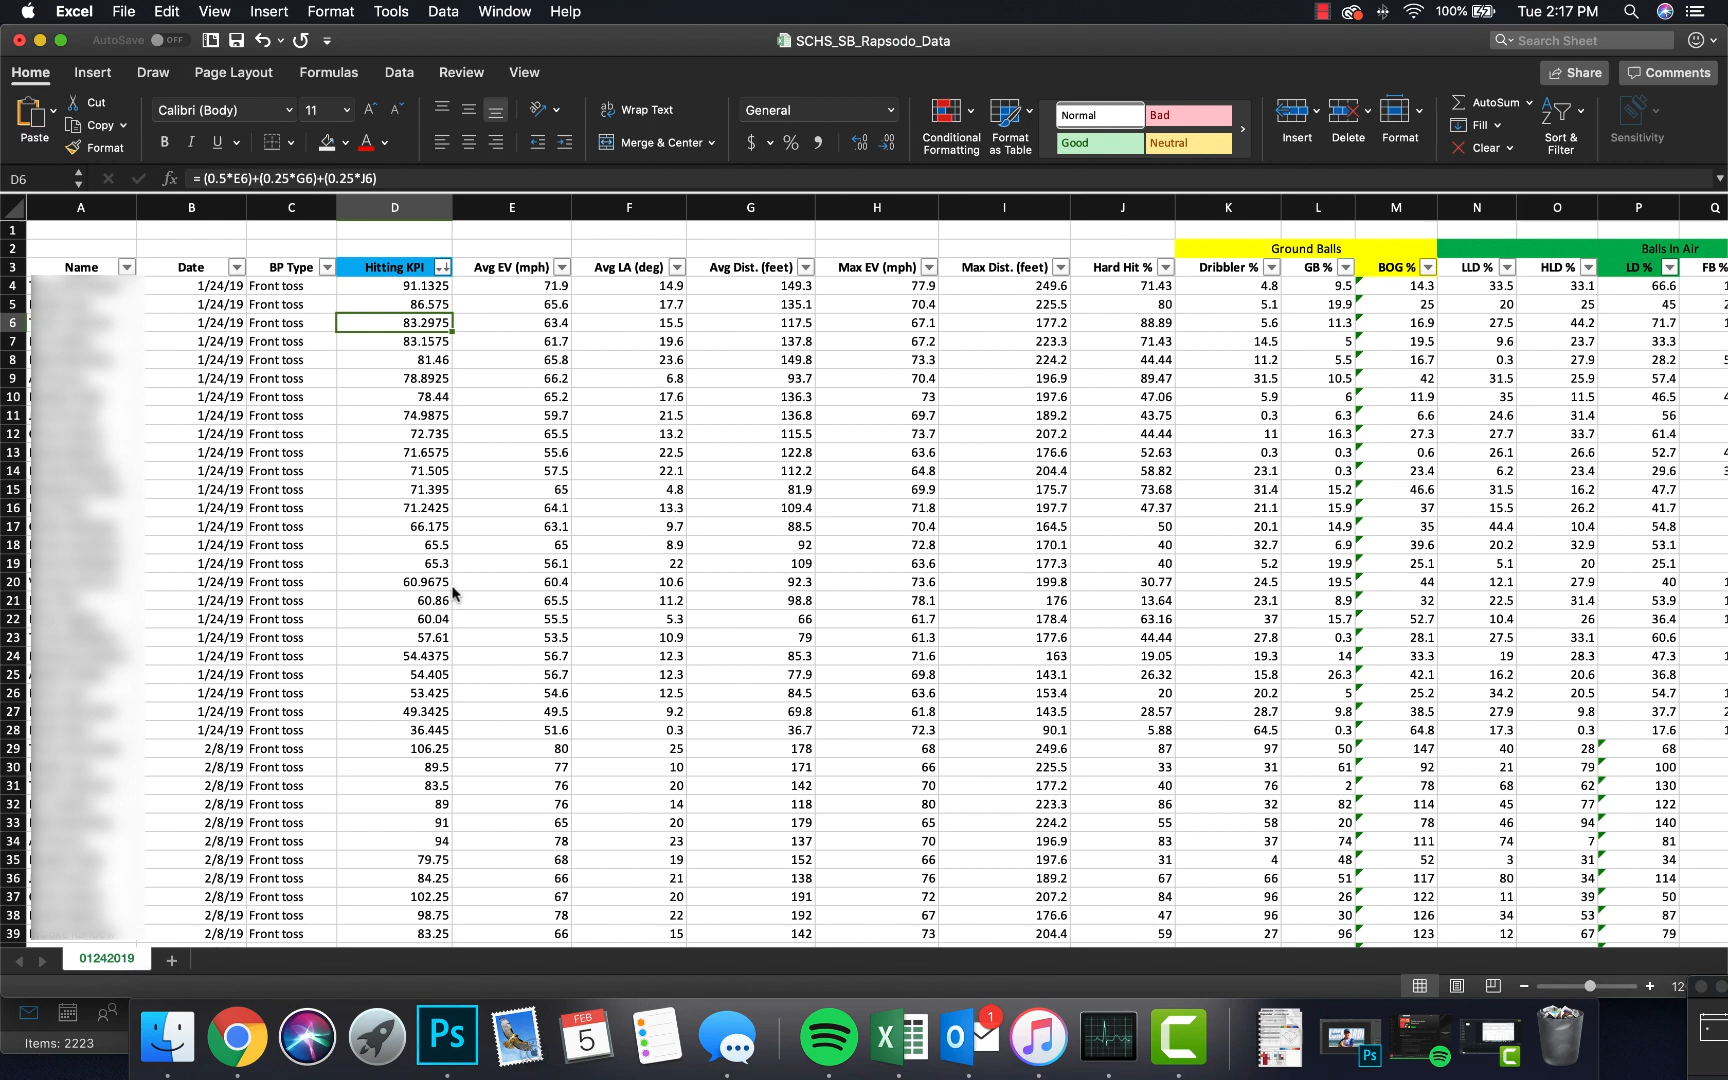 Excel File Edit View Insert Format Tools Data Window Help 100% Tue 2:17 PM
AutoSave OFF SCHS_SB_Rapsodo_Data Search Sheet
Home Insert Draw Page Layout Formulas Data Review View Share Comments
Paste Cut Copy Format Calibri (Body) 11 Wrap Text General Normal Bad AutoSum
B I U Merge & Center $ % Conditional Formatting Format as Table Good Neutral Insert Delete Format Fill Clear Sort & Filter Sensitivity
D6 fx = (0.5*E6)+(0.25*G6)+(0.25*J6)
A B C D E F G H I J K L M N O P Q
1
2 Ground Balls Balls In Air
3 Name Date BP Type Hitting KPI Avg EV (mph) Avg LA (deg) Avg Dist. (feet) Max EV (mph) Max Dist. (feet) Hard Hit % Dribbler % GB % BOG % LLD % HLD % LD % FB %
4 1/24/19 Front toss 91.1325 71.9 14.9 149.3 77.9 249.6 71.43 4.8 9.5 14.3 33.5 33.1 66.6
5 1/24/19 Front toss 86.575 65.6 17.7 135.1 70.4 225.5 80 5.1 19.9 25 20 25 45
6 1/24/19 Front toss 83.2975 63.4 15.5 117.5 67.1 177.2 88.89 5.6 11.3 16.9 27.5 44.2 71.7
7 1/24/19 Front toss 83.1575 61.7 19.6 137.8 67.2 223.3 71.43 14.5 5 19.5 9.6 23.7 33.3
8 1/24/19 Front toss 81.46 65.8 23.6 149.8 73.3 224.2 44.44 11.2 5.5 16.7 0.3 27.9 28.2
9 1/24/19 Front toss 78.8925 66.2 6.8 93.7 70.4 196.9 89.47 31.5 10.5 42 31.5 25.9 57.4
10 1/24/19 Front toss 78.44 65.2 17.6 136.3 73 197.6 47.06 5.9 6 11.9 35 11.5 46.5
11 1/24/19 Front toss 74.9875 59.7 21.5 136.8 69.7 189.2 43.75 0.3 6.3 6.6 24.6 31.4 56
12 1/24/19 Front toss 72.735 65.5 13.2 115.5 73.7 207.2 44.44 11 16.3 27.3 27.7 33.7 61.4
13 1/24/19 Front toss 71.6575 55.6 22.5 122.8 63.6 176.6 52.63 0.3 0.3 0.6 26.1 26.6 52.7
14 1/24/19 Front toss 71.505 57.5 22.1 112.2 64.8 204.4 58.82 23.1 0.3 23.4 6.2 23.4 29.6
15 1/24/19 Front toss 71.395 65 4.8 81.9 69.9 175.7 73.68 31.4 15.2 46.6 31.5 16.2 47.7
16 1/24/19 Front toss 71.2425 64.1 13.3 109.4 71.8 197.7 47.37 21.1 15.9 37 15.5 26.2 41.7
17 1/24/19 Front toss 66.175 63.1 9.7 88.5 70.4 164.5 50 20.1 14.9 35 44.4 10.4 54.8
18 1/24/19 Front toss 65.5 65 8.9 92 72.8 170.1 40 32.7 6.9 39.6 20.2 32.9 53.1
19 1/24/19 Front toss 65.3 56.1 22 109 63.6 177.3 40 5.2 19.9 25.1 5.1 20 25.1
20 1/24/19 Front toss 60.9675 60.4 10.6 92.3 73.6 199.8 30.77 24.5 19.5 44 12.1 27.9 40
21 1/24/19 Front toss 60.86 65.5 11.2 98.8 78.1 176 13.64 23.1 8.9 32 22.5 31.4 53.9
22 1/24/19 Front toss 60.04 55.5 5.3 66 61.7 178.4 63.16 37 15.7 52.7 10.4 26 36.4
23 1/24/19 Front toss 57.61 53.5 10.9 79 61.3 177.6 44.44 27.8 0.3 28.1 27.5 33.1 60.6
24 1/24/19 Front toss 54.4375 56.7 12.3 85.3 71.6 163 19.05 19.3 14 33.3 19 28.3 47.3
25 1/24/19 Front toss 54.405 56.7 12.3 77.9 69.8 143.1 26.32 15.8 26.3 42.1 16.2 20.6 36.8
26 1/24/19 Front toss 53.425 54.6 12.5 84.5 63.6 153.4 20 20.2 5 25.2 34.2 20.5 54.7
27 1/24/19 Front toss 49.3425 49.5 9.2 69.8 61.8 143.5 28.57 28.7 9.8 38.5 27.9 9.8 37.7
28 1/24/19 Front toss 36.445 51.6 0.3 36.7 72.3 90.1 5.88 64.5 0.3 64.8 17.3 0.3 17.6
29 2/8/19 Front toss 106.25 80 25 178 68 249.6 87 97 50 147 40 28 68
30 2/8/19 Front toss 89.5 77 10 171 66 225.5 33 31 61 92 21 79 100
31 2/8/19 Front toss 83.5 76 20 142 70 177.2 40 76 2 78 68 62 130
32 2/8/19 Front toss 89 76 14 118 80 223.3 86 32 82 114 45 77 122
33 2/8/19 Front toss 91 65 20 179 65 224.2 55 58 20 78 46 94 140
34 2/8/19 Front toss 94 78 23 137 70 196.9 83 37 74 111 74 7 81
35 2/8/19 Front toss 79.75 68 19 152 66 197.6 31 4 48 52 3 31 34
36 2/8/19 Front toss 84.25 66 21 138 76 189.2 67 66 51 117 80 34 114
37 2/8/19 Front toss 102.25 67 20 191 72 207.2 84 96 26 122 11 39 50
38 2/8/19 Front toss 98.75 78 22 192 67 176.6 47 96 30 126 34 53 87
39 2/8/19 Front toss 83.25 66 15 142 73 204.4 59 27 96 123 12 67 79
01242019
12
Items: 2223 Ps FEB 5 1 Ps